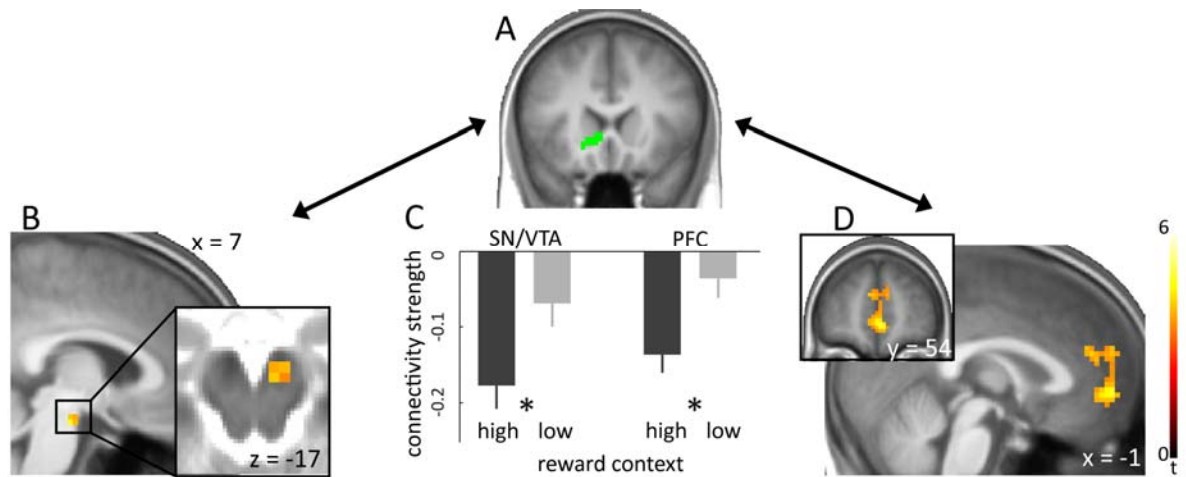 A
B
x = 7
z = -17
C
SN/VTA PFC
0
-0.1
-0.2
connectivity strength
* *
high low high low
reward context
D
y = 54
x = -1
6
0
t